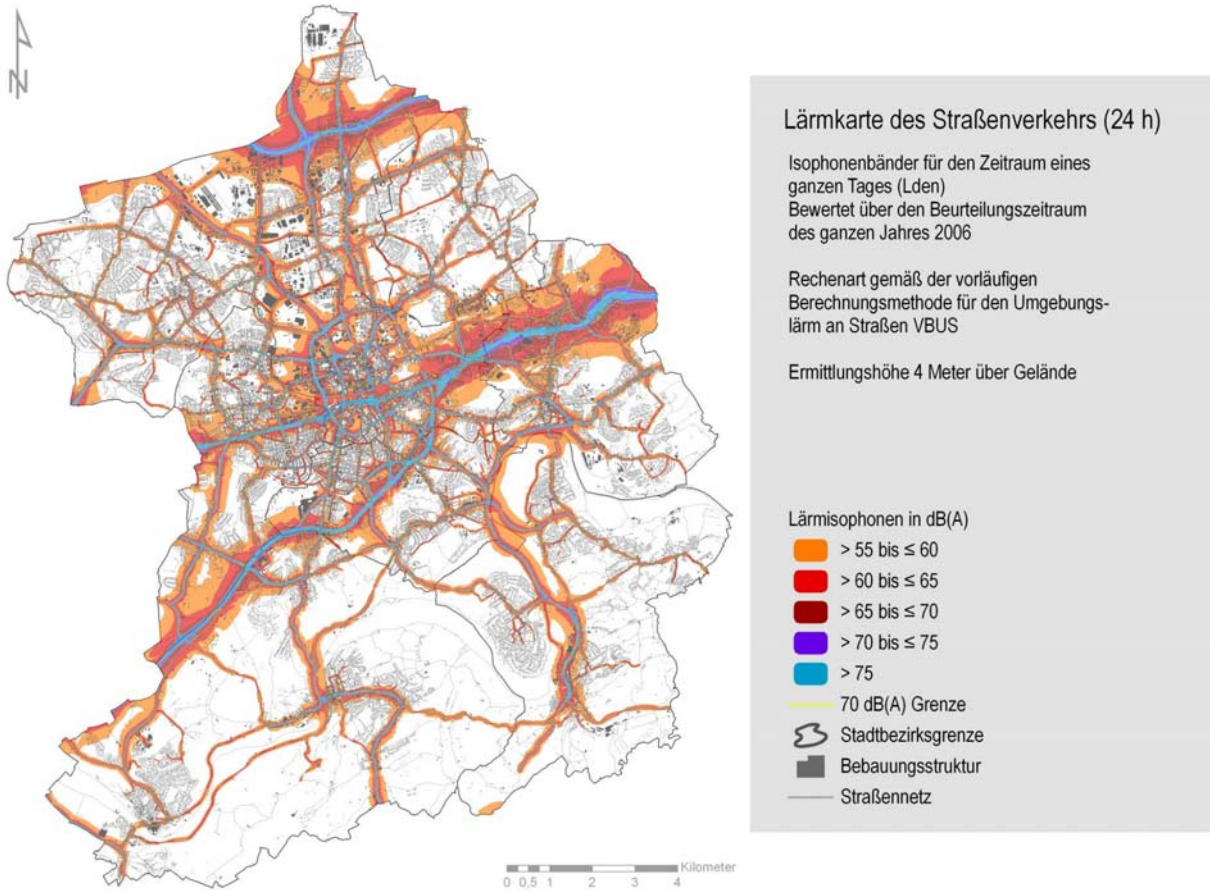 N
Lärmkarte des Straßenverkehrs (24 h)
Isophonenbänder für den Zeitraum eines
ganzen Tages (Lden)
Bewertet über den Beurteilungszeitraum
des ganzen Jahres 2006
Rechenart gemäß der vorläufigen
Berechnungsmethode für den Umgebungs-
lärm an Straßen VBUS
Ermittlungshöhe 4 Meter über Gelände
Lärmisophonen in dB(A)
> 55 bis ≤ 60
> 60 bis ≤ 65
> 65 bis ≤ 70
> 70 bis ≤ 75
> 75
70 dB(A) Grenze
Stadtbezirksgrenze
Bebauungsstruktur
Straßennetz
Kilometer
0 0,5 1 2 3 4